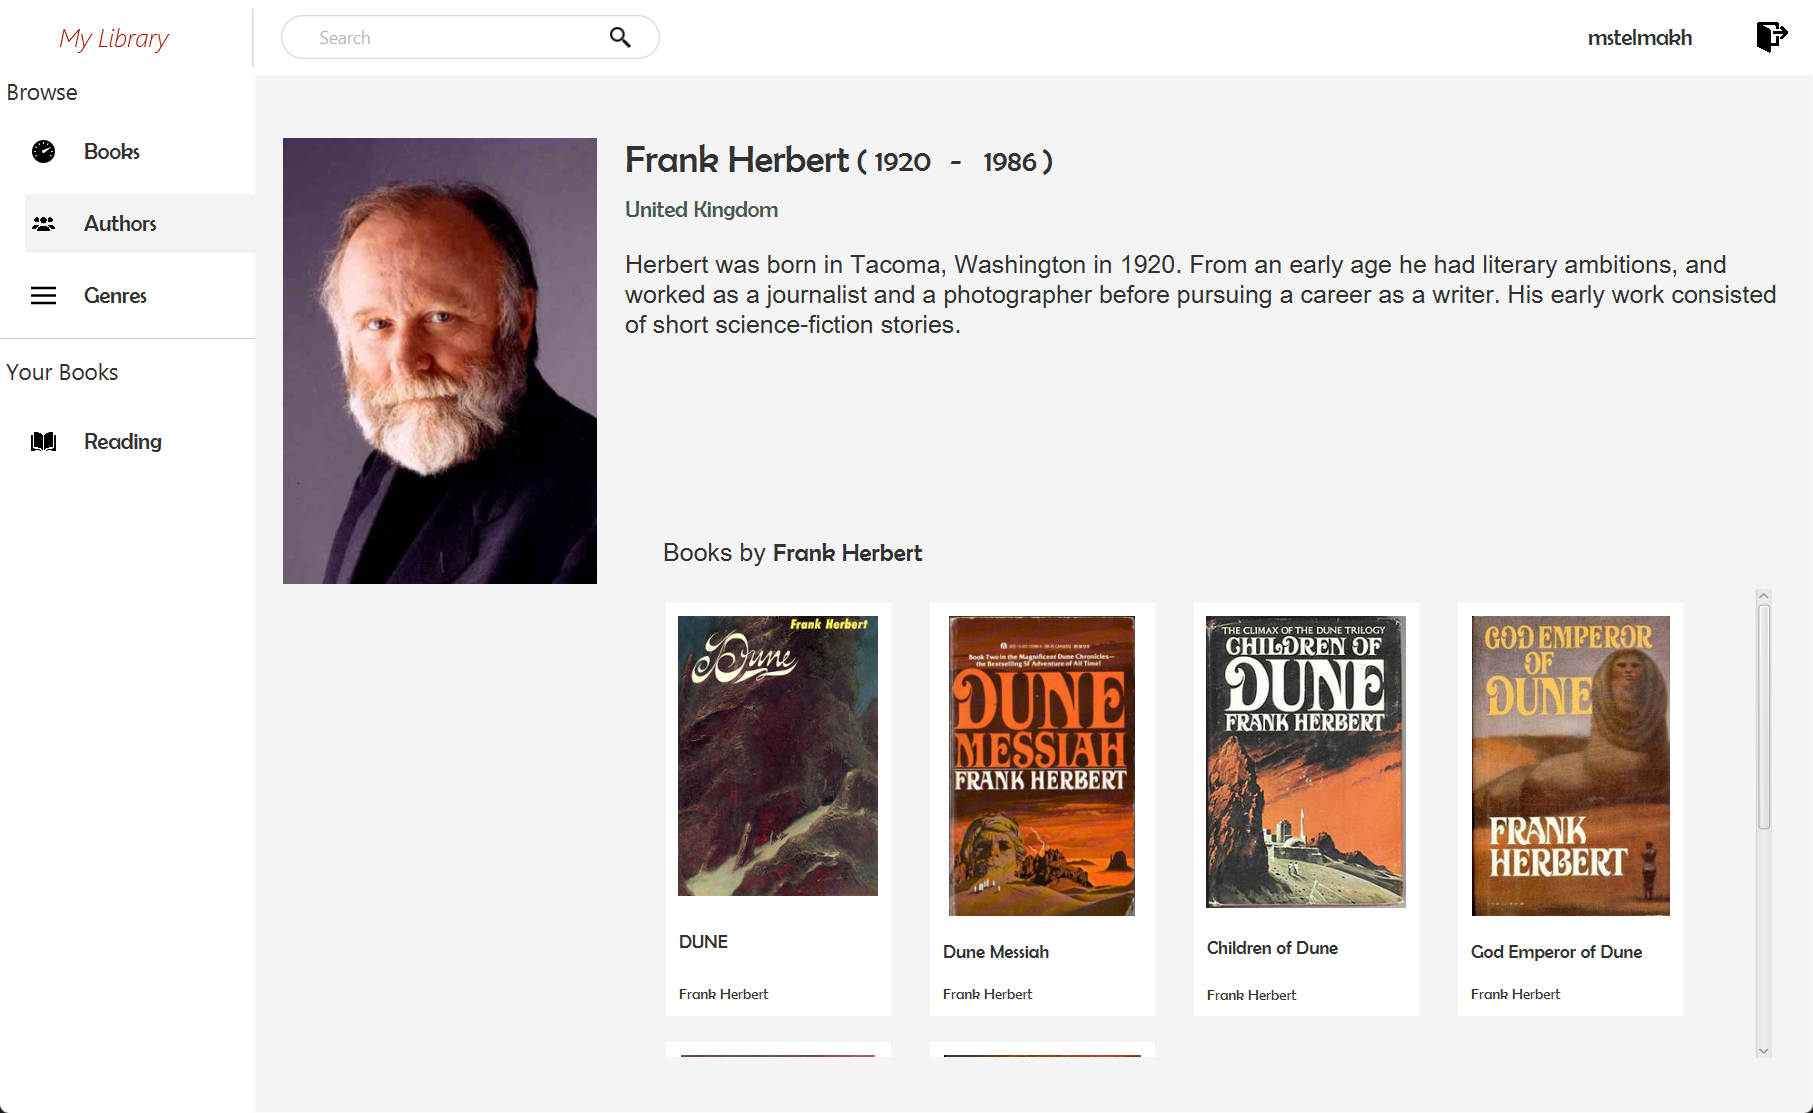 My Library
Search
mstelmakh
Browse
Books
Authors
Genres
Your Books
Reading
Frank Herbert ( 1920 - 1986 )
United Kingdom
Herbert was born in Tacoma, Washington in 1920. From an early age he had literary ambitions, and
worked as a journalist and a photographer before pursuing a career as a writer. His early work consisted
of short science-fiction stories.
Books by Frank Herbert
Frank Herbert
Dune
DUNE
Frank Herbert
Book Two in the Magnificent Dune Chronicles—
the Bestselling SF Adventure of All Time!
DUNE
MESSIAH
FRANK HERBERT
Dune Messiah
Frank Herbert
THE CLIMAX OF THE DUNE TRILOGY
CHILDREN OF
DUNE
FRANK HERBERT
Children of Dune
Frank Herbert
GOD EMPEROR
OF
DUNE
FRANK
HERBERT
God Emperor of Dune
Frank Herbert